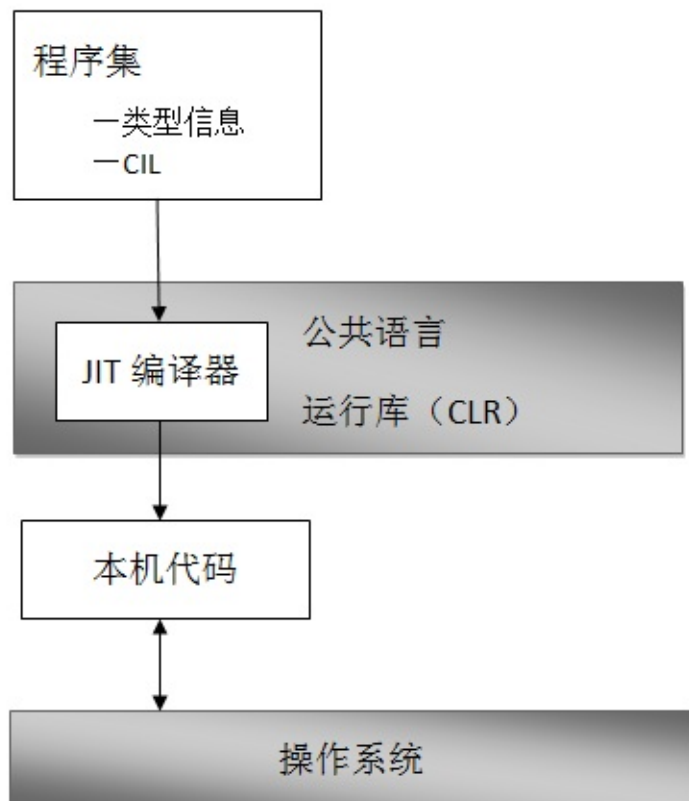 程序集
一类型信息
一CIL
JIT 编译器
公共语言
运行库（CLR）
本机代码
操作系统